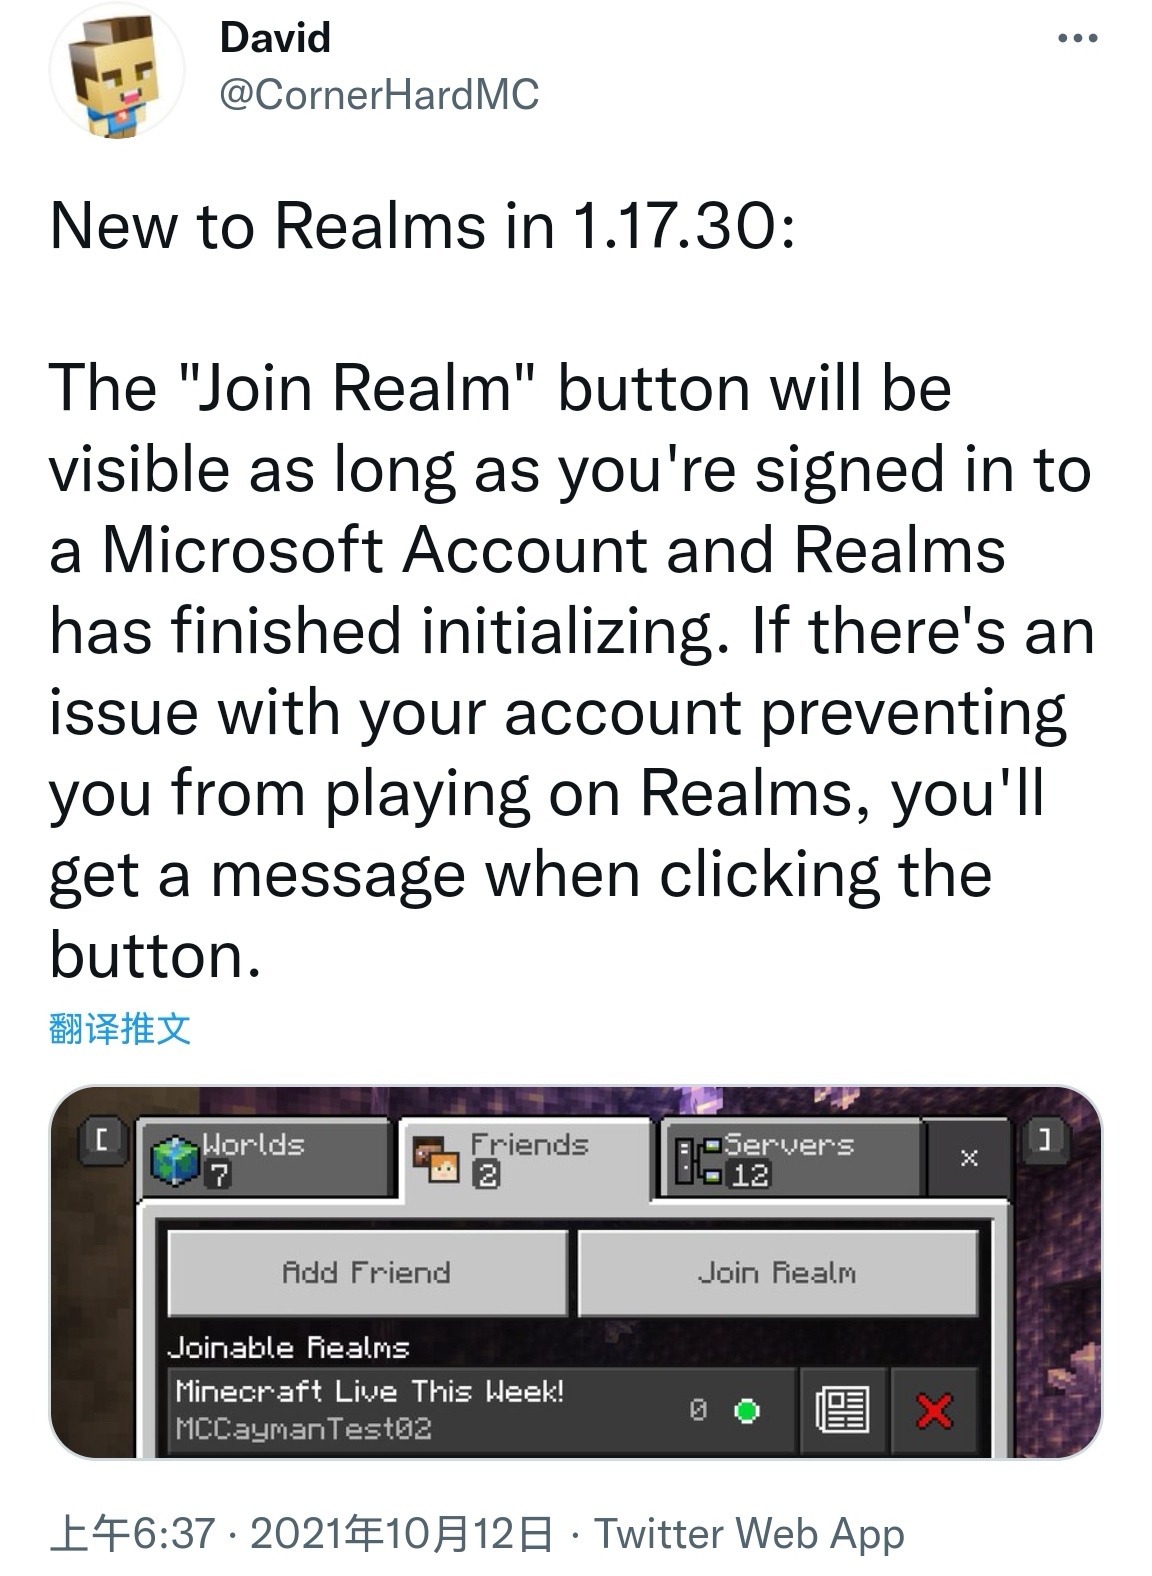 David
@CornerHardMC
New to Realms in 1.17.30:
The "Join Realm" button will be
visible as long as you're signed in to
a Microsoft Account and Realms
has finished initializing. If there's an
issue with your account preventing
you from playing on Realms, you'll
get a message when clicking the
button.
翻译推文
[
Worlds
7
Friends
2
Servers
12
x
]
Add Friend
Join Realm
Joinable Realms
Minecraft Live This Week!
MCCaymanTest02
0
上午6:37 · 2021年10月12日 · Twitter Web App